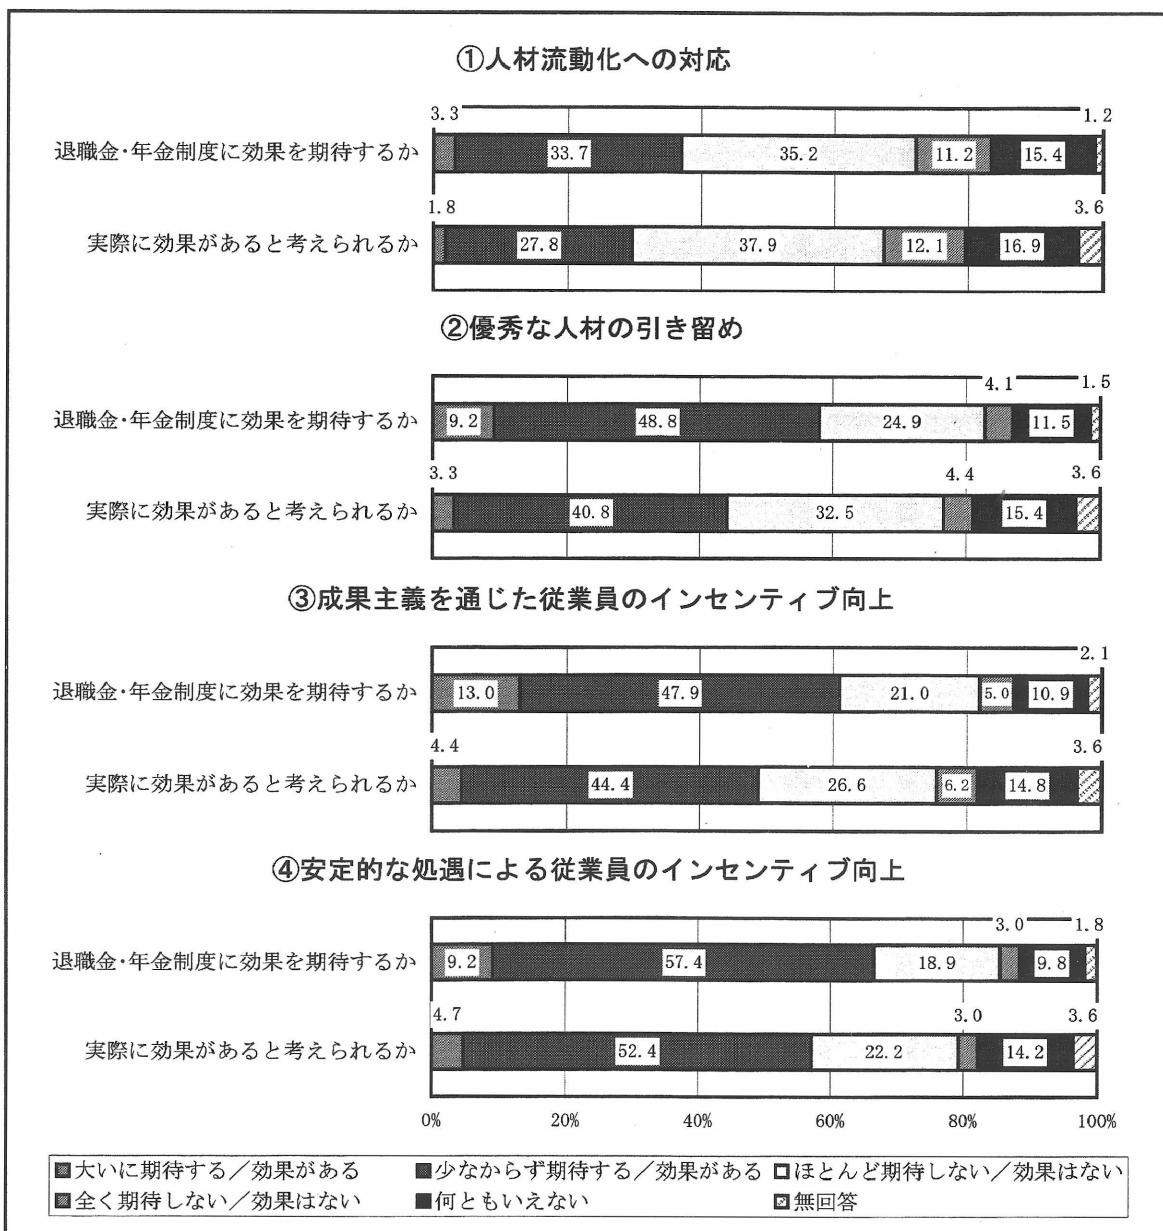 ①人材流動化への対応
3.3 1.2
退職金・年金制度に効果を期待するか 33.7 35.2 11.2 15.4
1.8 3.6
実際に効果があると考えられるか 27.8 37.9 12.1 16.9
②優秀な人材の引き留め
4.1 1.5
退職金・年金制度に効果を期待するか 9.2 48.8 24.9 11.5
3.3 4.4 3.6
実際に効果があると考えられるか 40.8 32.5 15.4
③成果主義を通じた従業員のインセンティブ向上
2.1
退職金・年金制度に効果を期待するか 13.0 47.9 21.0 5.0 10.9
4.4 3.6
実際に効果があると考えられるか 44.4 26.6 6.2 14.8
④安定的な処遇による従業員のインセンティブ向上
3.0 1.8
退職金・年金制度に効果を期待するか 9.2 57.4 18.9 9.8
4.7 3.0 3.6
実際に効果があると考えられるか 52.4 22.2 14.2
0% 20% 40% 60% 80% 100%
大いに期待する／効果がある 少なからず期待する／効果がある ほとんど期待しない／効果はない
全く期待しない／効果はない 何ともいえない 無回答